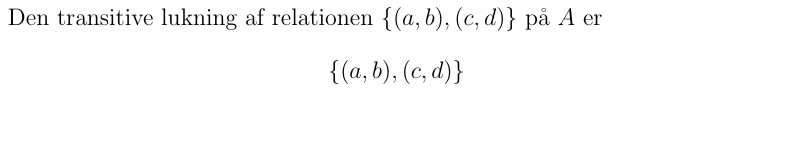 Den transitive lukning af relationen {(a, b), (c, d)} på A er
{(a, b), (c, d)}